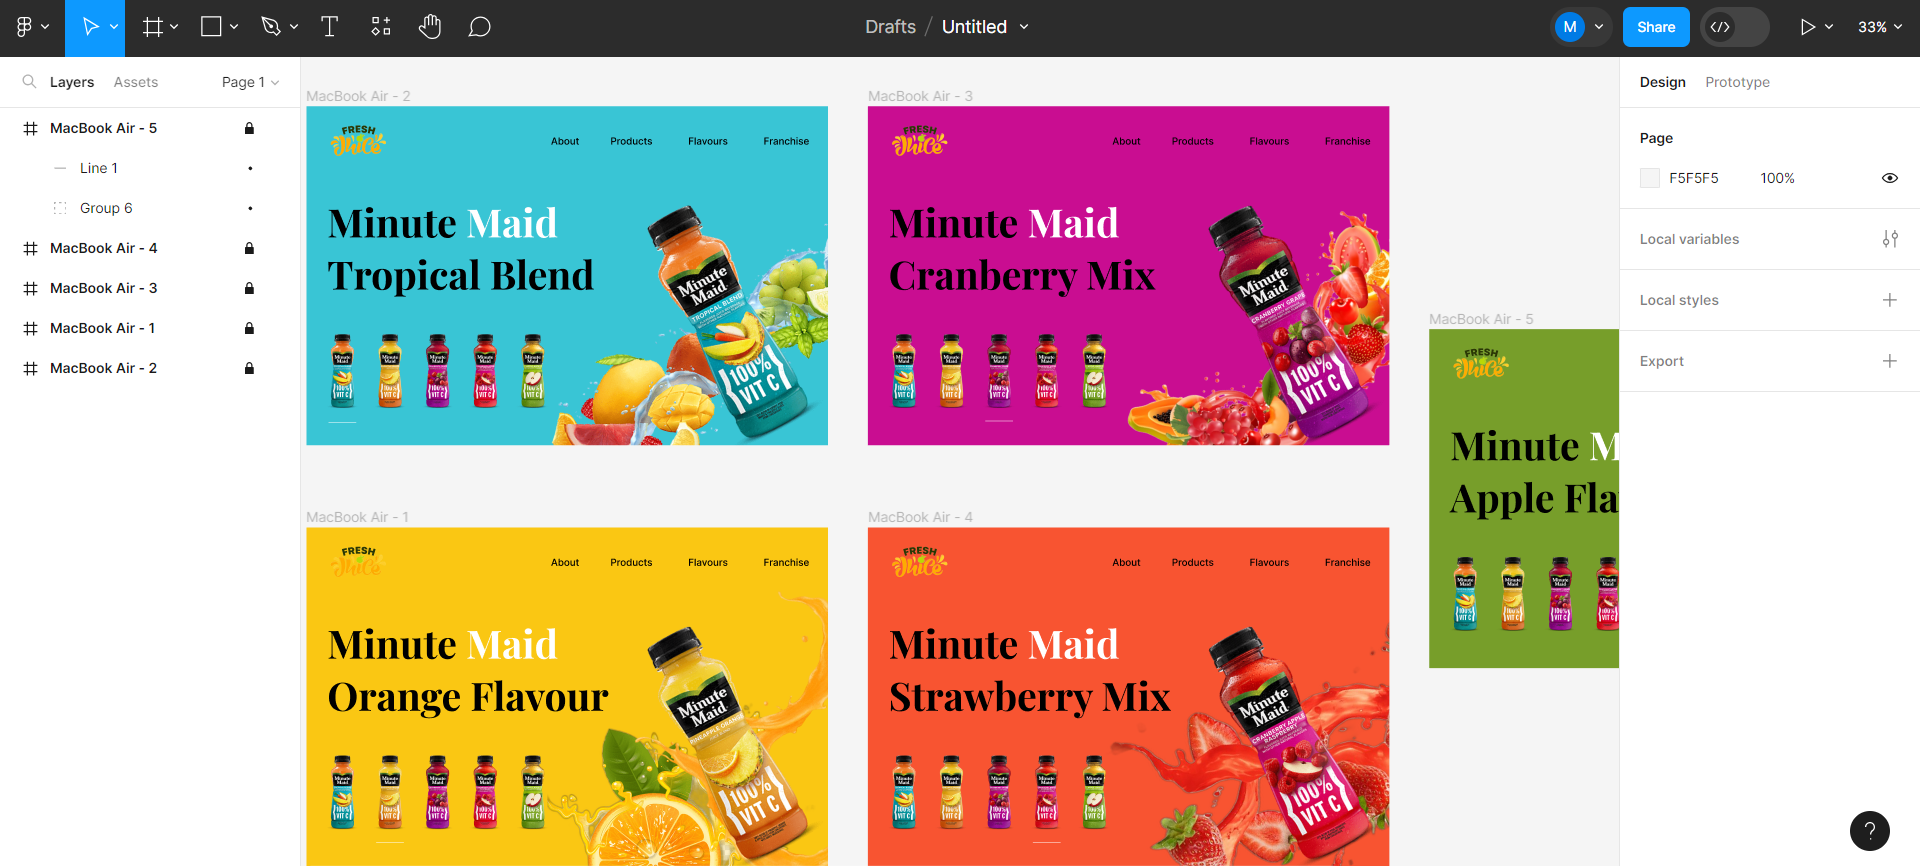 Drafts / Untitled
M
Share
33%
Layers
Assets
Page 1
MacBook Air - 5
Line 1
Group 6
MacBook Air - 4
MacBook Air - 3
MacBook Air - 1
MacBook Air - 2
MacBook Air - 2
FRESH
Juice
About
Products
Flavours
Franchise
Minute Maid
Tropical Blend
Minute
Maid
TROPICAL BLEND
100%
VIT C
MacBook Air - 3
FRESH
Juice
About
Products
Flavours
Franchise
Minute Maid
Cranberry Mix
Minute
Maid
CRANBERRY GRAPE
100%
VIT C
MacBook Air - 5
FRESH
Juice
Minute M
Apple Fla
MacBook Air - 1
FRESH
Juice
About
Products
Flavours
Franchise
Minute Maid
Orange Flavour
Minute
Maid
PINEAPPLE ORANGE
100%
VIT C
MacBook Air - 4
FRESH
Juice
About
Products
Flavours
Franchise
Minute Maid
Strawberry Mix
Minute
Maid
CRANBERRY APPLE
RASPBERRY
100%
VIT C
Design
Prototype
Page
F5F5F5
100%
Local variables
Local styles
Export
?